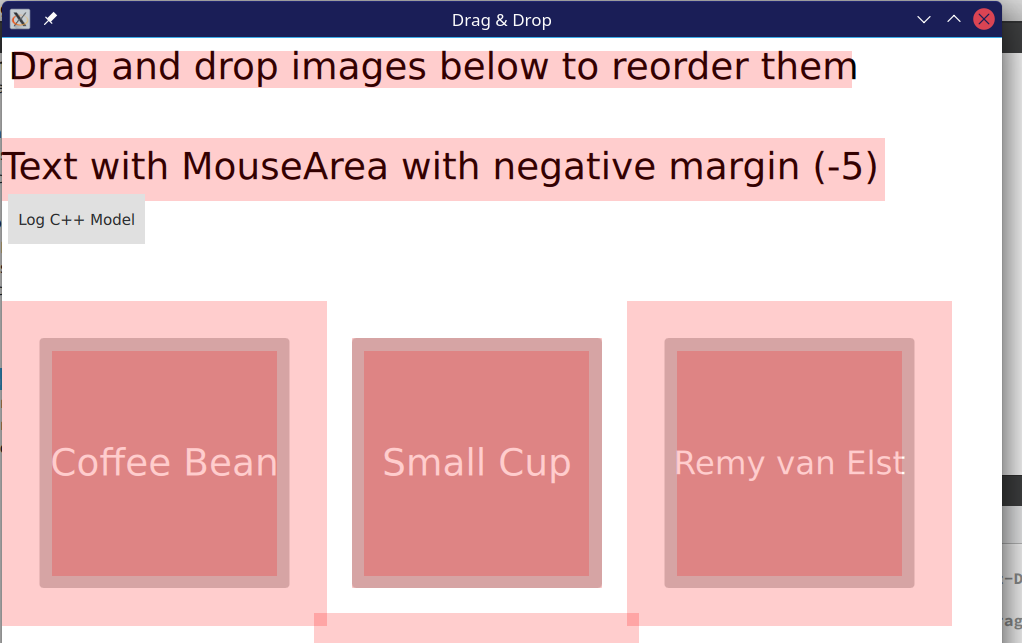 Drag & Drop
Drag and drop images below to reorder them
Text with MouseArea with negative margin (-5)
Log C++ Model
Coffee Bean
Small Cup
Remy van Elst